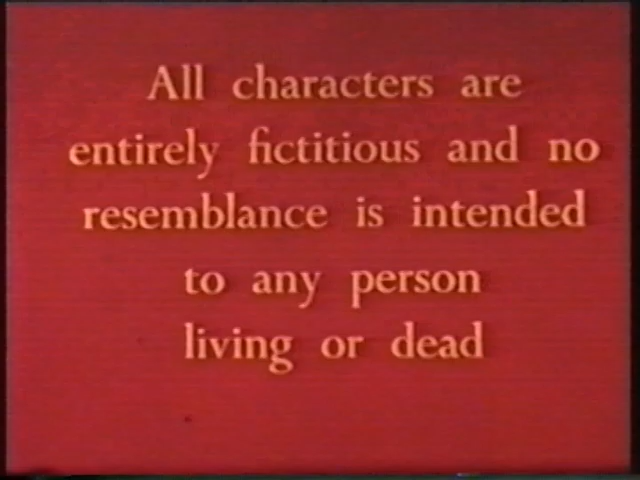 All characters are
entirely fictitious and no
resemblance is intended
to any person
living or dead